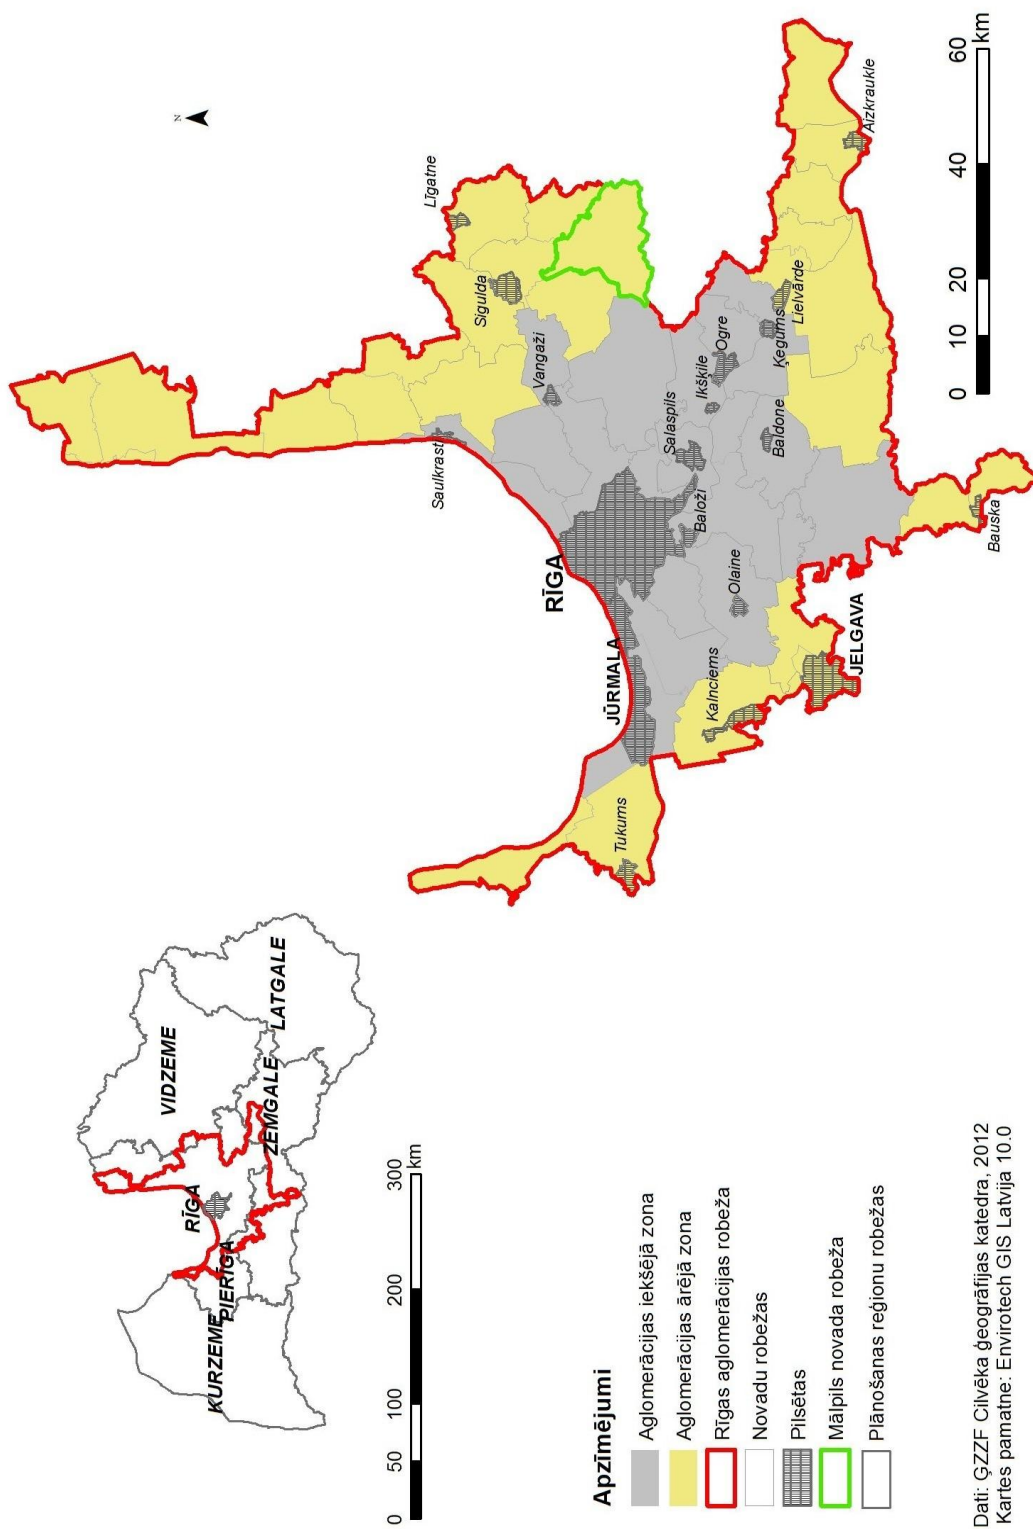 N
Līgatne
Sigulda
Saulkrasti
Vangaži
RĪGA
Salaspils
Ikšķile
Ogre
JŪRMALA
Baloži
Ķegums
Lielvārde
Aizkraukle
Tukums
Kalnciems
Olaine
Baldone
JELGAVA
Bauska
0 10 20 40 60
km
VIDZEME
RĪGA
LATGALE
KURZEME
PIERĪGA
ZEMGALE
0 50 100 200 300
km
Apzīmējumi
Aglomerācijas iekšējā zona
Aglomerācijas ārējā zona
Rīgas aglomerācijas robeža
Novadu robežas
Pilsētas
Mālpils novada robeža
Plānošanas reģionu robežas
Dati: ĢZZF Cilvēka ģeogrāfijas katedra, 2012
Kartes pamatne: Envirotech GIS Latvija 10.0